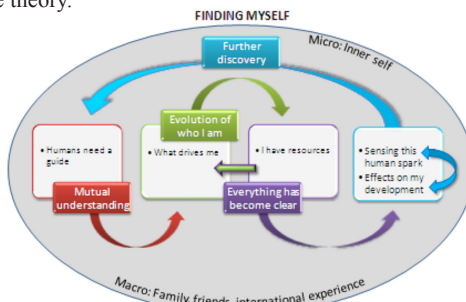 e theory.
FINDING MYSELF
Micro: Inner self
Further
discovery
Evolution of
who I am
• Humans need a
guide
• What drives me
• I have resources
• Sensing this
human spark
• Effects on my
development
Mutual
understanding
Everything has
become clear
Macro: Family, friends, international experience